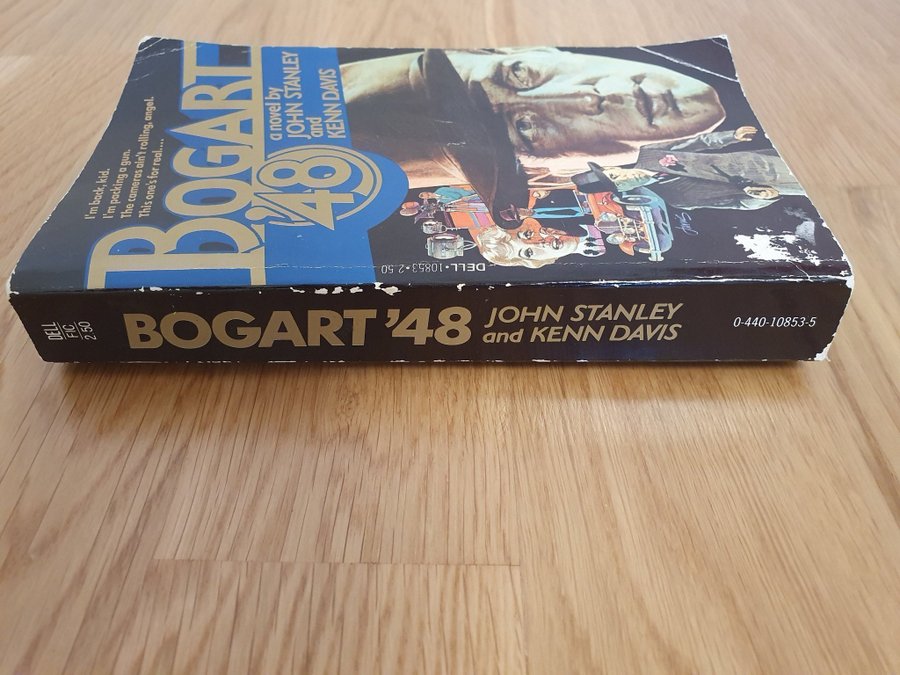 I'm back, kid.
I'm packing a gun.
The cameras ain't rolling, angel.
This one's for real....
BOGART
'48
a novel by
JOHN STANLEY
and
KENN DAVIS
DELL • 10853 • 2.50
DELL
FIC
2.50
BOGART '48
JOHN STANLEY
and KENN DAVIS
0-440-10853-5